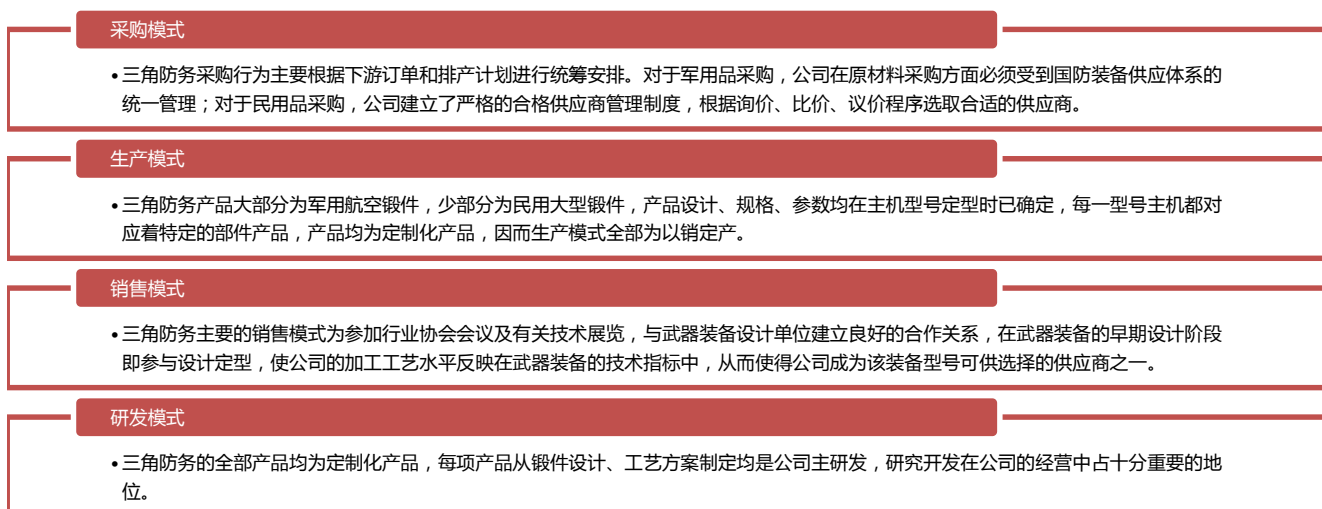 采购模式
•三角防务采购行为主要根据下游订单和排产计划进行统筹安排。对于军用品采购，公司在原材料采购方面必须受到国防装备供应体系的
统一管理；对于民用品采购，公司建立了严格的合格供应商管理制度，根据询价、比价、议价程序选取合适的供应商。
生产模式
•三角防务产品大部分为军用航空锻件，少部分为民用大型锻件，产品设计、规格、参数均在主机型号定型时已确定，每一型号主机都对
应着特定的部件产品，产品均为定制化产品，因而生产模式全部为以销定产。
销售模式
•三角防务主要的销售模式为参加行业协会会议及有关技术展览，与武器装备设计单位建立良好的合作关系，在武器装备的早期设计阶段
即参与设计定型，使公司的加工工艺水平反映在武器装备的技术指标中，从而使得公司成为该装备型号可供选择的供应商之一。
研发模式
•三角防务的全部产品均为定制化产品，每项产品从锻件设计、工艺方案制定均是公司主研发，研究开发在公司的经营中占十分重要的地
位。